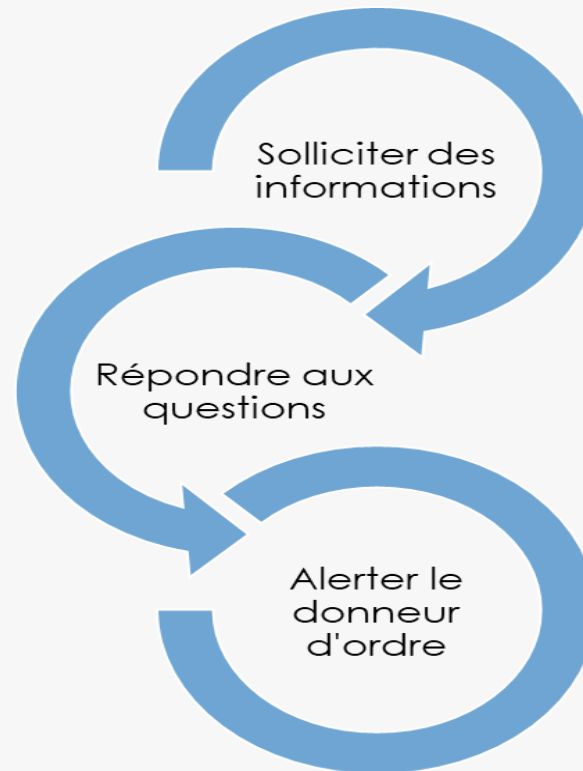 Solliciter des
informations
Répondre aux
questions
Alerter le
donneur
d'ordre